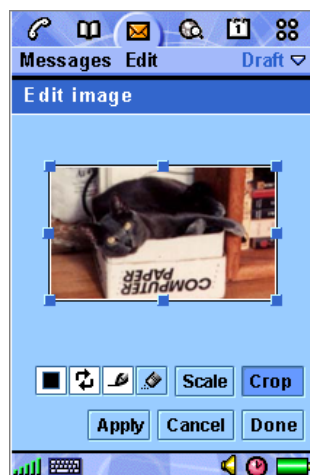 Messages Edit Draft
Edit image
COMPUTER
PAPER
Scale Crop
Apply Cancel Done